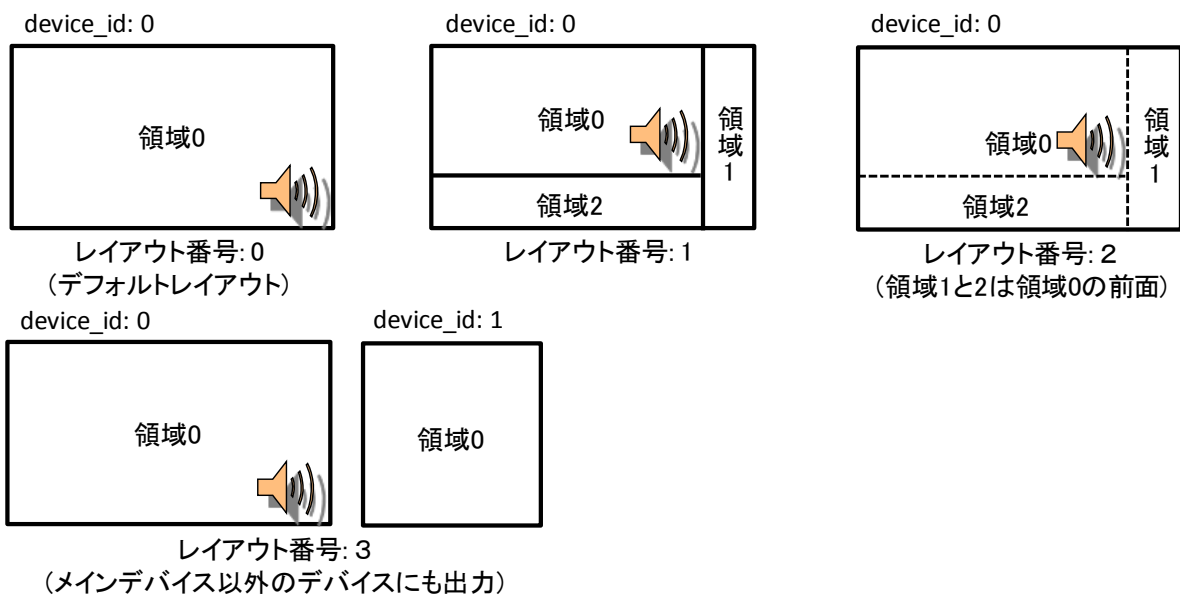 device_id: 0
領域0
レイアウト番号: 0
(デフォルトレイアウト)
device_id: 0
領域0
領域1
領域2
レイアウト番号: 1
device_id: 0
領域0
領域1
領域2
レイアウト番号: 2
(領域1と2は領域0の前面)
device_id: 0
領域0
device_id: 1
領域0
レイアウト番号: 3
(メインデバイス以外のデバイスにも出力)